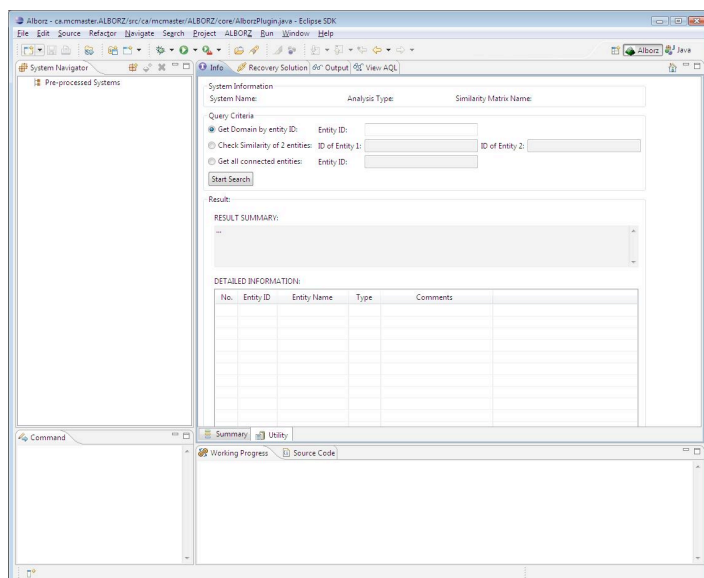 Alborz - ca.mcmaster.ALBORZ/src/ca/mcmaster/ALBORZ/core/AlborzPlugin.java - Eclipse SDK
File Edit Source Refactor Navigate Search Project ALBORZ Run Window Help
Alborz Java
System Navigator
Pre-processed Systems
Info Recovery Solution Output View AQL
System Information
System Name: Analysis Type: Similarity Matrix Name:
Query Criteria
Get Domain by entity ID: Entity ID:
Check Similarity of 2 entities: ID of Entity 1: ID of Entity 2:
Get all connected entities: Entity ID:
Start Search
Result:
RESULT SUMMARY:
...
DETAILED INFORMATION:
No. Entity ID Entity Name Type Comments
Summary Utility
Command
Working Progress Source Code